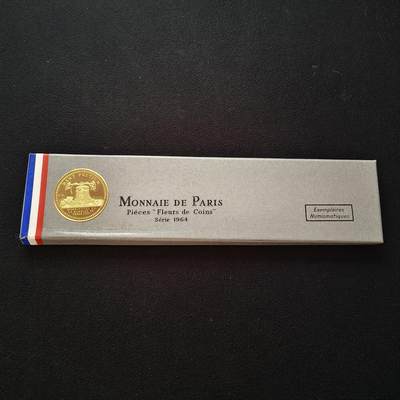 MONNAIE DE PARIS
Pièces "Fleurs de Coins"
Série 1964
Exemplaires
Numismatiques